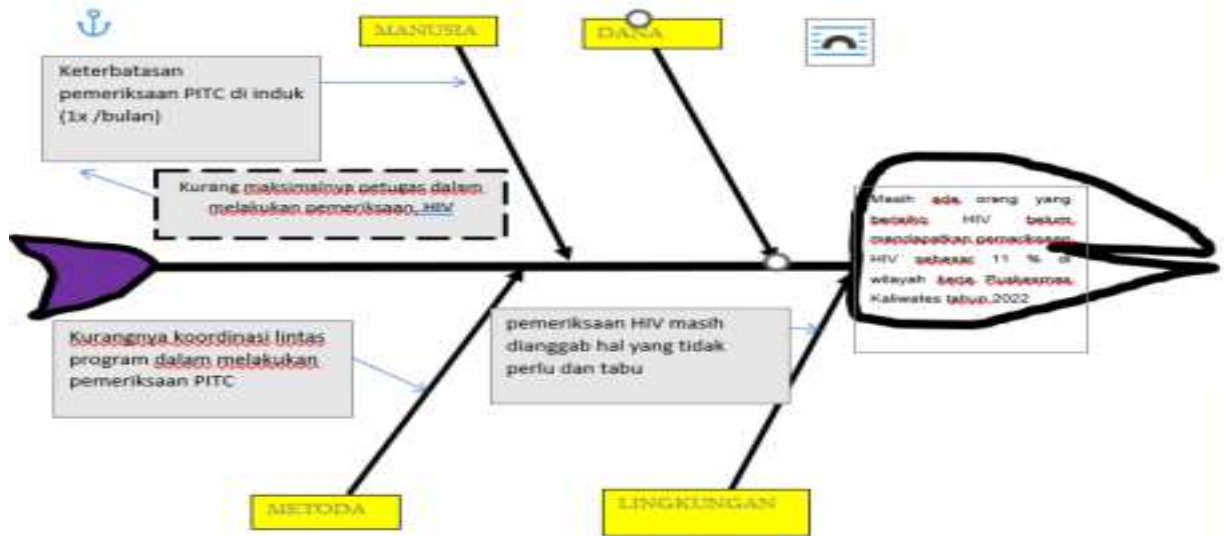 MANUSIA
DANA
Keterbatasan
pemeriksaan PITC di induk
(1x /bulan)
Kurang maksimalnya petugas dalam
melakukan pemeriksaan HIV
Masih ada orang yang
berisiko HIV belum
mendapatkan pemeriksaan
HIV sebesar 11 % di
wilayah kerja Puskesmas
Kaliwates tahun 2022
Kurangnya koordinasi lintas
program dalam melakukan
pemeriksaan PITC
pemeriksaan HIV masih
dianggab hal yang tidak
perlu dan tabu
METODA
LINGKUNGAN